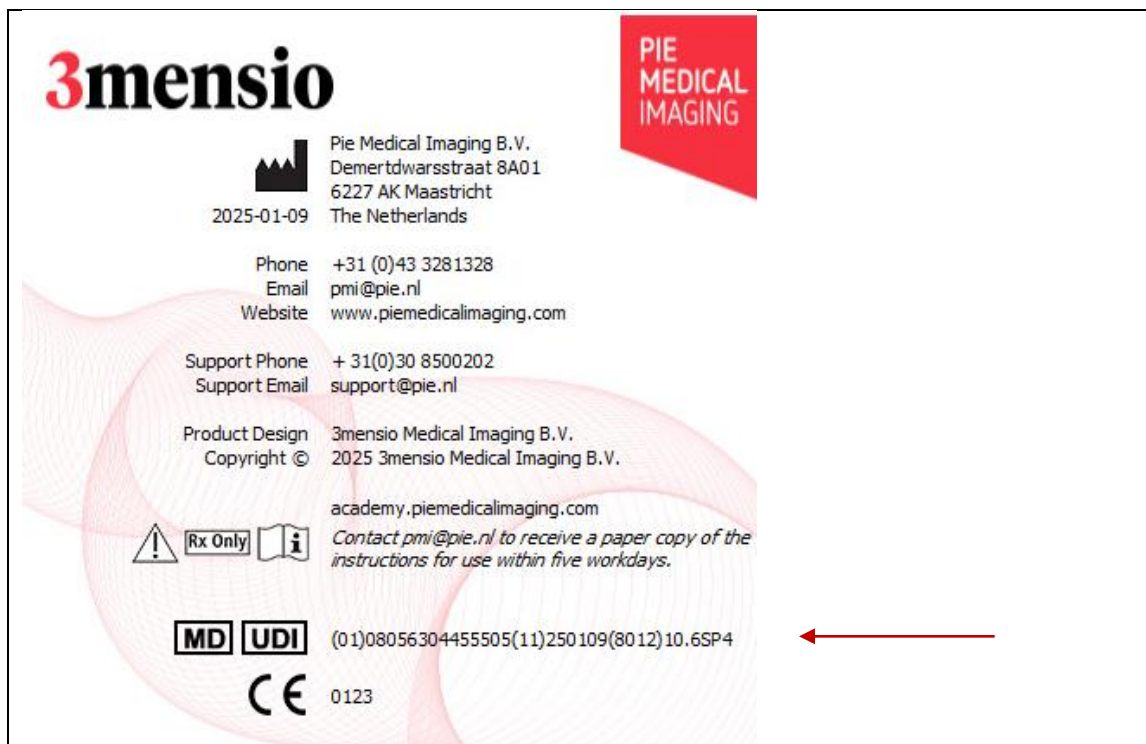 3mensio
PIE
MEDICAL
IMAGING
Pie Medical Imaging B.V.
Demertdwarsstraat 8A01
6227 AK Maastricht
2025-01-09 The Netherlands
Phone +31 (0)43 3281328
Email pmi@pie.nl
Website www.piemedicalimaging.com
Support Phone + 31(0)30 8500202
Support Email support@pie.nl
Product Design 3mensio Medical Imaging B.V.
Copyright © 2025 3mensio Medical Imaging B.V.
academy.piemedicalimaging.com
Rx Only i Contact pmi@pie.nl to receive a paper copy of the
instructions for use within five workdays.
MD UDI (01)08056304455505(11)250109(8012)10.6SP4
CE 0123